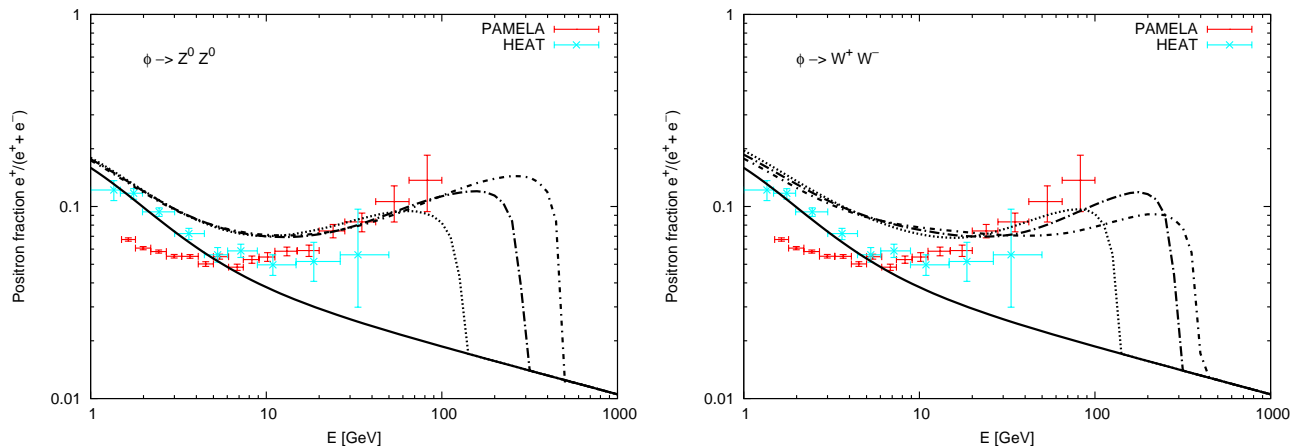 PAMELA
HEAT
ϕ −> Z⁰ Z⁰
Positron fraction e⁺/(e⁺+ e⁻)
1
0.1
0.01
1 10 100 1000
E [GeV]
PAMELA
HEAT
ϕ −> W⁺ W⁻
Positron fraction e⁺/(e⁺+ e⁻)
1
0.1
0.01
1 10 100 1000
E [GeV]